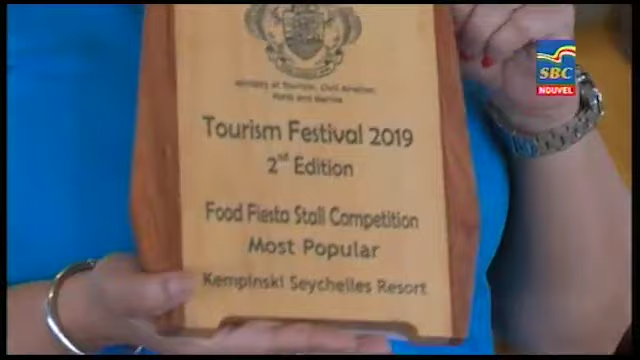 SBC
NOUVEL
Ministry of Tourism, Civil Aviation,
Ports and Marine
Tourism Festival 2019
2nd Edition
Food Fiesta Stall Competition
Most Popular
Kempinski Seychelles Resort